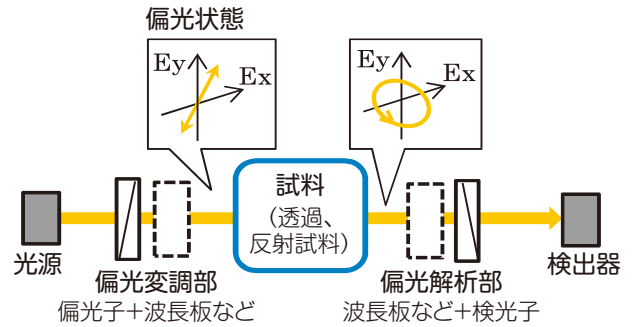 偏光状態
Ey
Ex
Ey
Ex
試料
(透過、
反射試料)
光源
偏光変調部
偏光子+波長板など
偏光解析部
波長板など+検光子
検出器